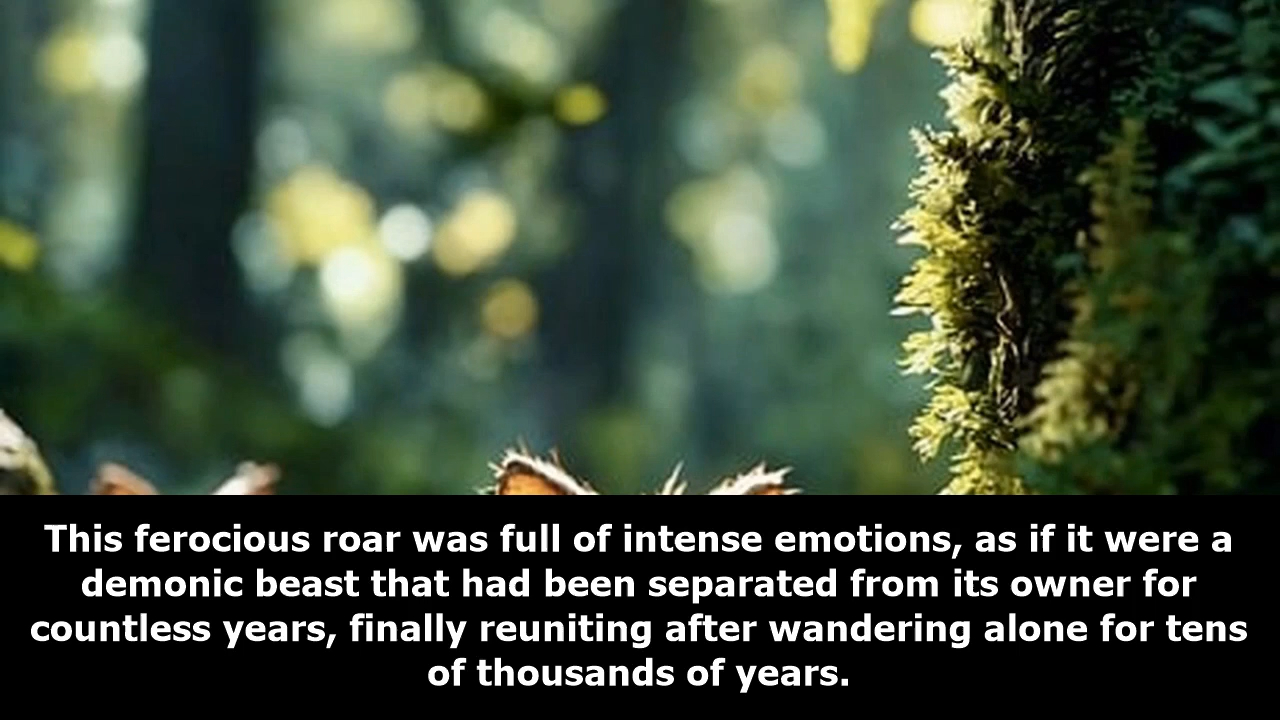 This ferocious roar was full of intense emotions, as if it were a
demonic beast that had been separated from its owner for
countless years, finally reuniting after wandering alone for tens
of thousands of years.